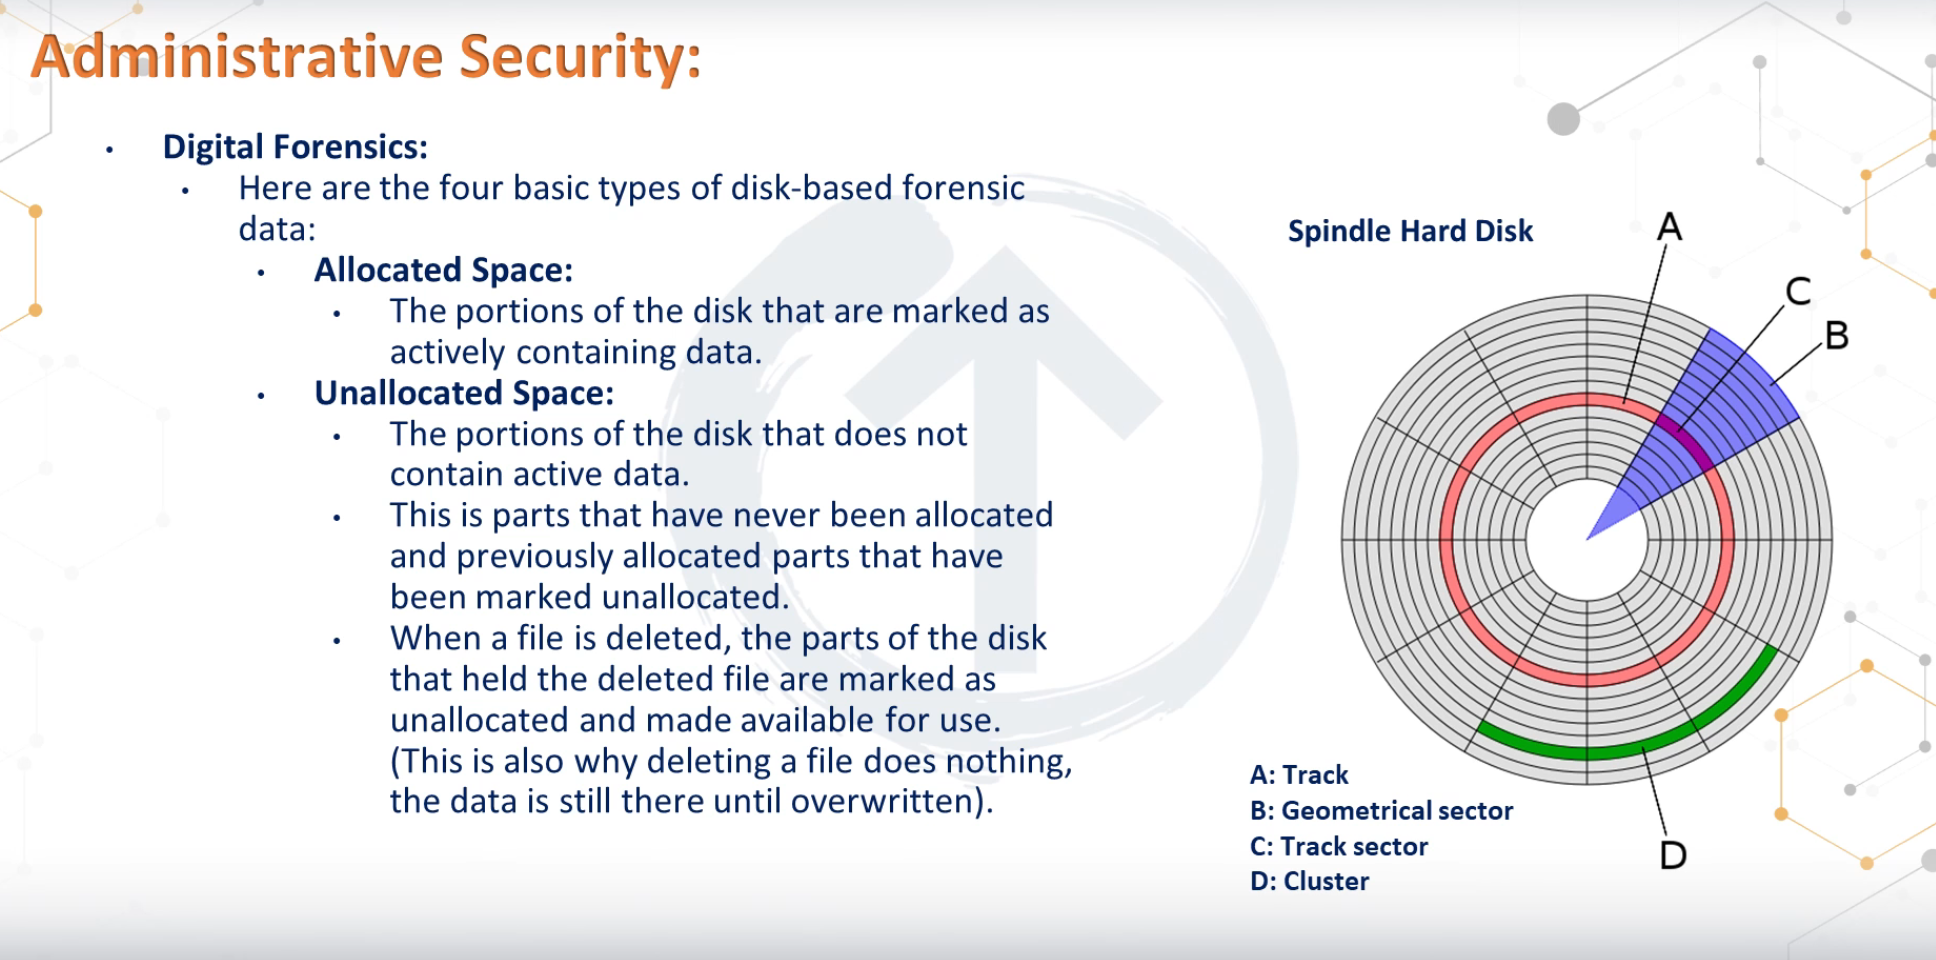 Administrative Security:
• Digital Forensics:
• Here are the four basic types of disk-based forensic
data:
• Allocated Space:
• The portions of the disk that are marked as
actively containing data.
• Unallocated Space:
• The portions of the disk that does not
contain active data.
• This is parts that have never been allocated
and previously allocated parts that have
been marked unallocated.
• When a file is deleted, the parts of the disk
that held the deleted file are marked as
unallocated and made available for use.
(This is also why deleting a file does nothing,
the data is still there until overwritten).
Spindle Hard Disk
A
C
B
D
A: Track
B: Geometrical sector
C: Track sector
D: Cluster